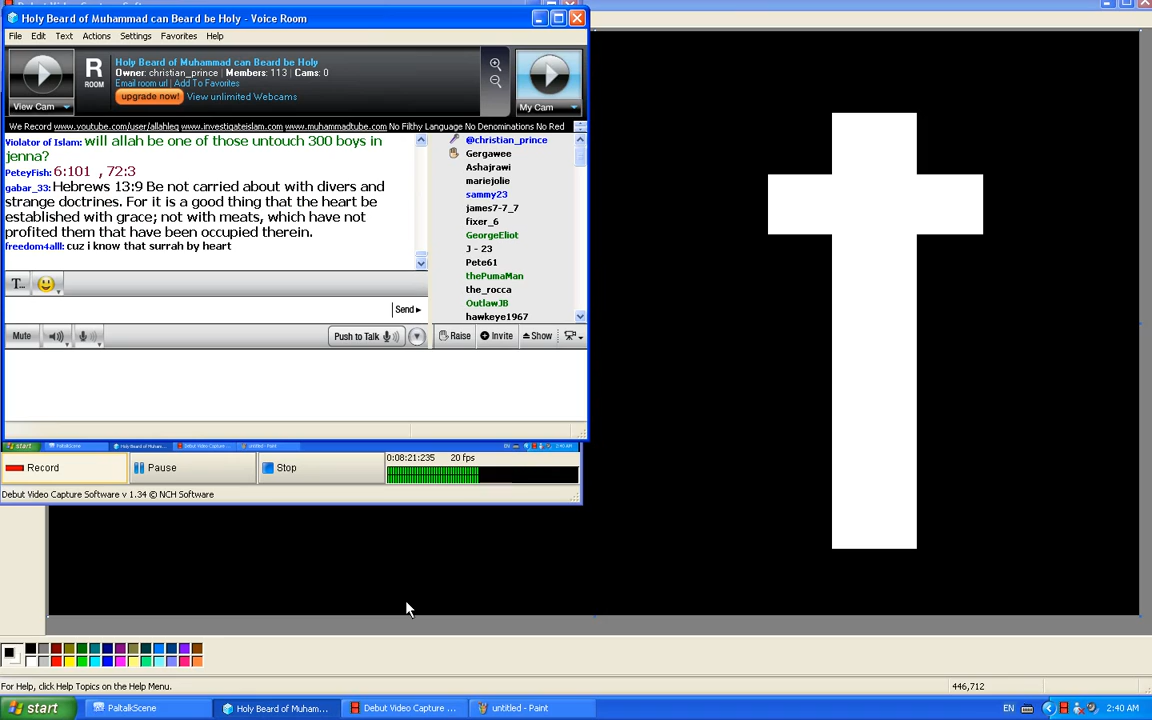 Holy Beard of Muhammad can Beard be Holy - Voice Room
File Edit Text Actions Settings Favorites Help
Holy Beard of Muhammad can Beard be Holy
Owner: christian_prince | Members: 113 | Cams: 0
Email room url | Add To Favorites
upgrade now! View unlimited Webcams
R
ROOM
View Cam
My Cam
We Record www.youtube.com/user/allahleg www.investigateislam.com www.muhammadtube.com No Filthy Language No Denominations No Red
Violator of Islam: will allah be one of those untouch 300 boys in
jenna?
PeteyFish: 6:101 , 72:3
gabar_33: Hebrews 13:9 Be not carried about with divers and
strange doctrines. For it is a good thing that the heart be
established with grace; not with meats, which have not
profited them that have been occupied therein.
freedom4alll: cuz i know that surrah by heart
@christian_prince
Gergawee
Ashajrawi
mariejolie
sammy23
james7-7_7
fixer_6
GeorgeEliot
J - 23
Pete61
thePumaMan
the_rocca
OutlawJB
hawkeye1967
T...
Send
Mute
Push to Talk
Raise Invite Show
start
Record Pause Stop
0:08:21:235 20 fps
Debut Video Capture Software v 1.34 © NCH Software
For Help, click Help Topics on the Help Menu.
446,712
start PaltalkScene Holy Beard of Muham... Debut Video Capture ... untitled - Paint EN 2:40 AM